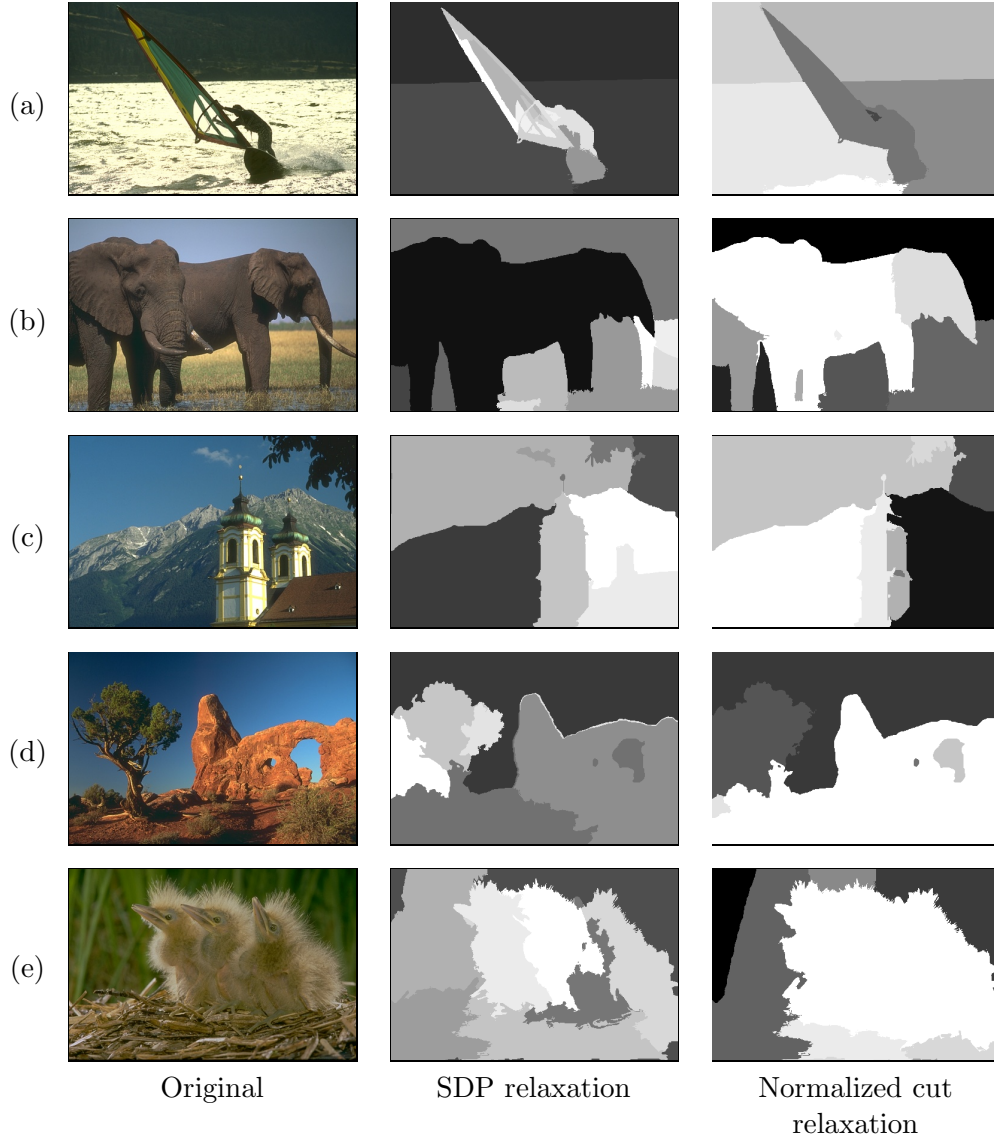 (a)
(b)
(c)
(d)
(e)
Original
SDP relaxation
Normalized cut
relaxation